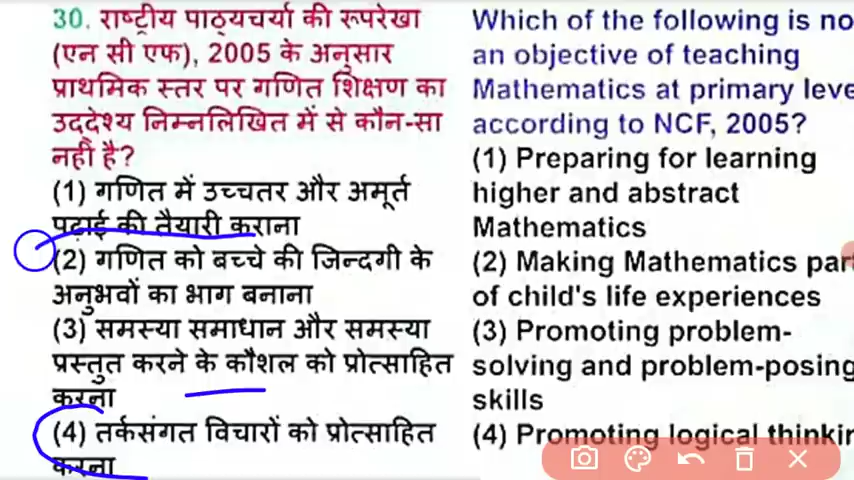 30. राष्ट्रीय पाठ्यचर्या की रूपरेखा
(एन सी एफ), 2005 के अनुसार
प्राथमिक स्तर पर गणित शिक्षण का
उद्देश्य निम्नलिखित में से कौन-सा
नहीं है?
(1) गणित में उच्चतर और अमूर्त
पढ़ाई की तैयारी कराना
(2) गणित को बच्चे की जिन्दगी के
अनुभवों का भाग बनाना
(3) समस्या समाधान और समस्या
प्रस्तुत करने के कौशल को प्रोत्साहित
करना
(4) तर्कसंगत विचारों को प्रोत्साहित
करना
Which of the following is no
an objective of teaching
Mathematics at primary leve
according to NCF, 2005?
(1) Preparing for learning
higher and abstract
Mathematics
(2) Making Mathematics par
of child's life experiences
(3) Promoting problem-
solving and problem-posing
skills
(4) Promoting logical thinkin